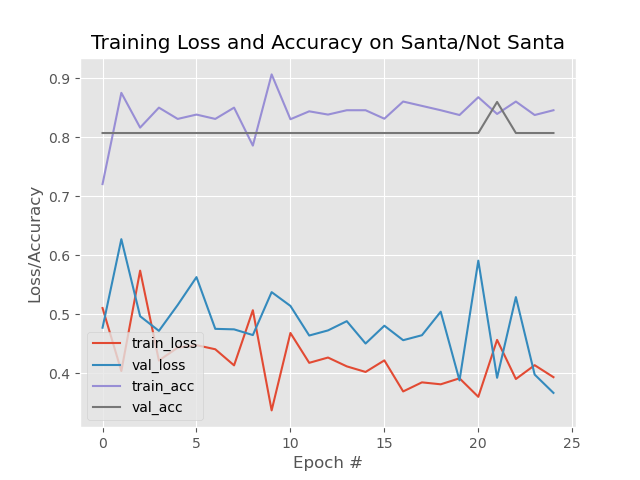 Training Loss and Accuracy on Santa/Not Santa
Loss/Accuracy
0.9
0.8
0.7
0.6
0.5
0.4
train_loss
val_loss
train_acc
val_acc
0 5 10 15 20 25
Epoch #